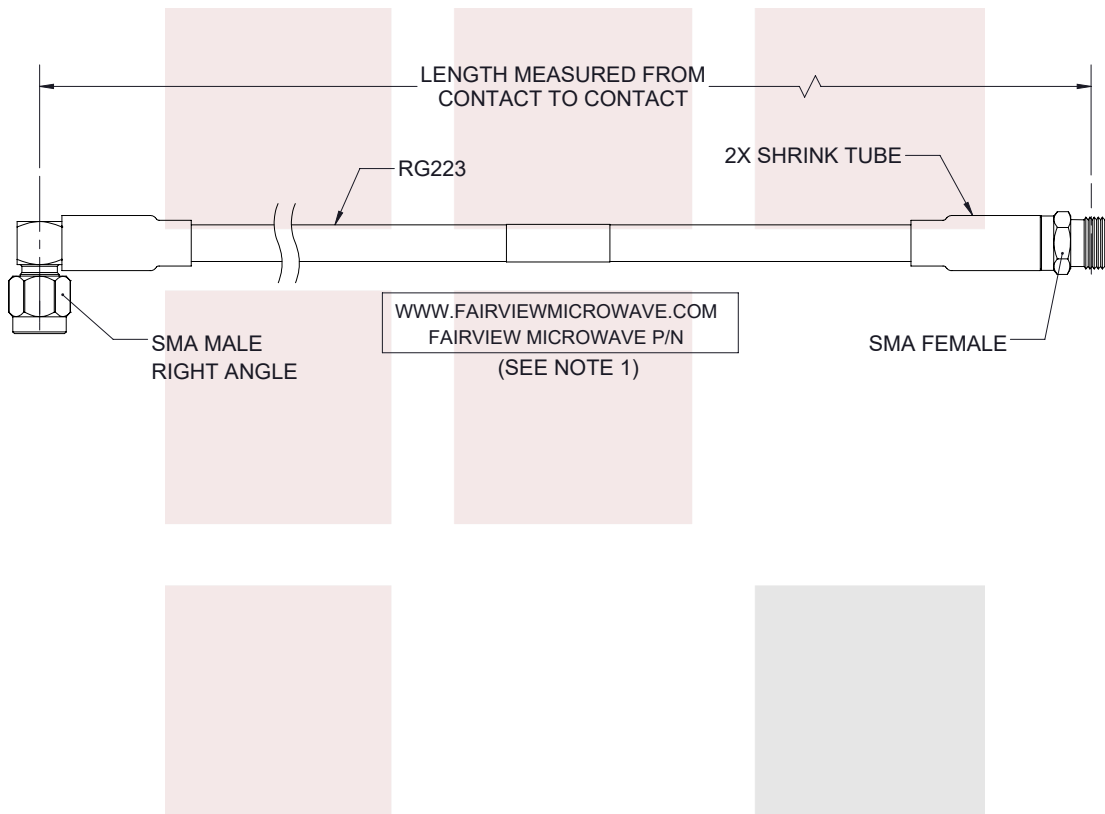 LENGTH MEASURED FROM
CONTACT TO CONTACT
RG223
2X SHRINK TUBE
SMA MALE
RIGHT ANGLE
WWW.FAIRVIEWMICROWAVE.COM
FAIRVIEW MICROWAVE P/N
(SEE NOTE 1)
SMA FEMALE